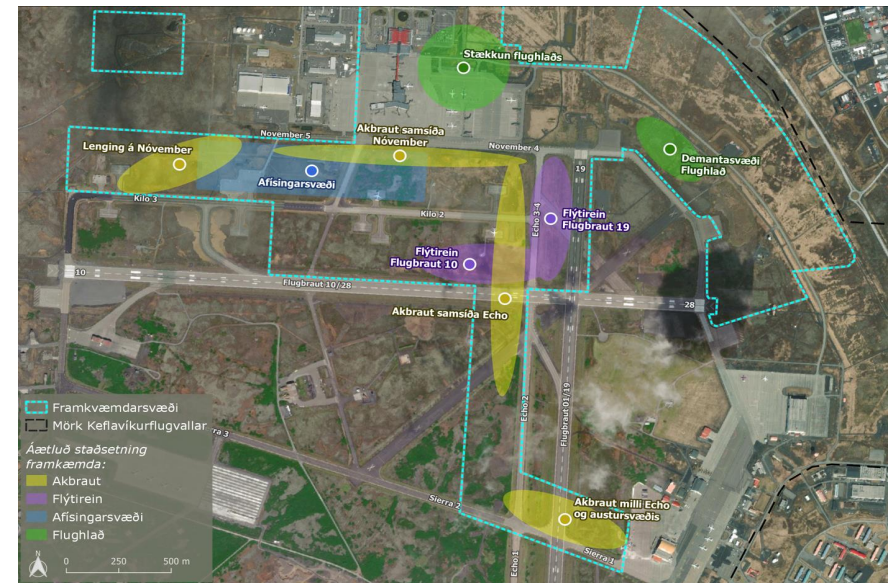 Stækkun flughlaðs
November 5
Akbraut samsíða
Nóvember
November 4
Lenging á Nóvember
Demantasvæði
Flughlað
19
Afísingarsvæði
Kilo 3
Kilo 2
Echo 3-4
Flýtirein
Flugbraut 19
Flýtirein
Flugbraut 10
10
Flugbraut 10/28
28
Akbraut samsíða Echo
Echo 2
Flugbraut 01/19
Framkvæmdarsvæði
Mörk Keflavíkurflugvallar
Áætluð staðsetning
framkæmda:
Akbraut
Flýtirein
Afísingarsvæði
Flughlað
rra 3
Sierra 2
Akbraut milli Echo
og austursvæðis
Sierra 1
Echo 1
N
0 250 500 m